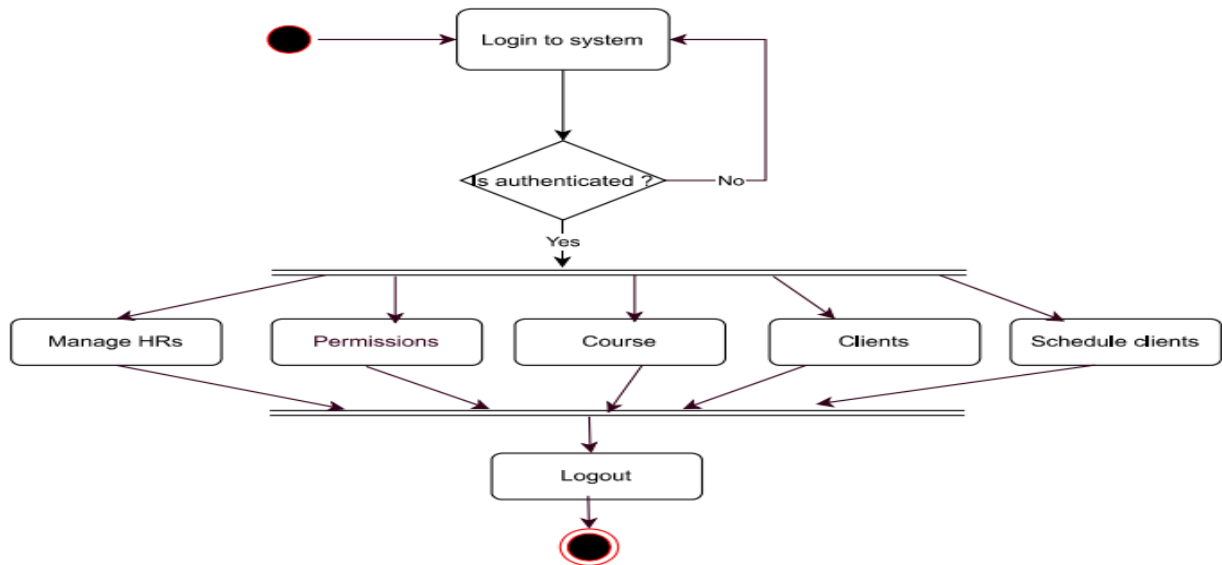 Login to system
Is authenticated ?
No
Yes
Manage HRs
Permissions
Course
Clients
Schedule clients
Logout